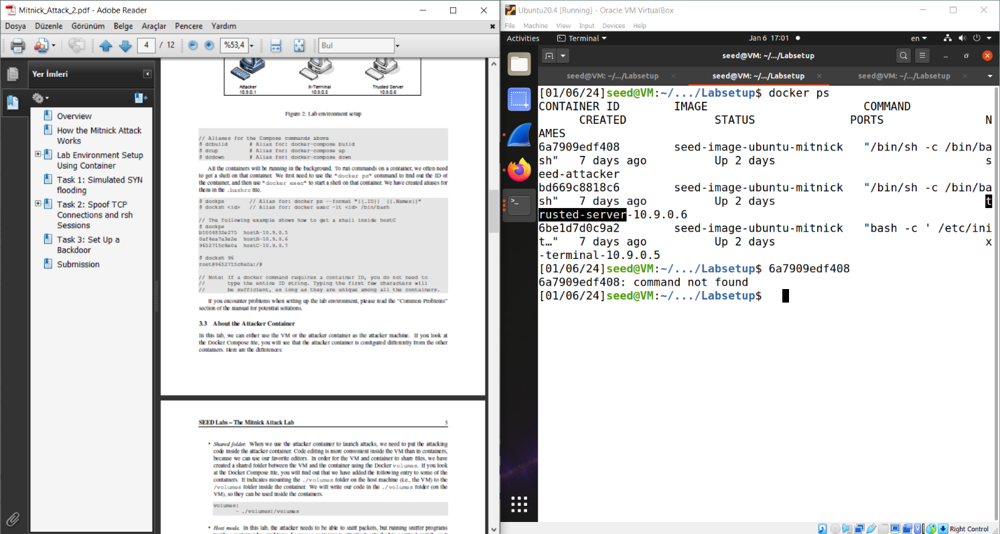 Mitnick_Attack_2.pdf - Adobe Reader
Dosya Düzenle Görünüm Belge Araçlar Pencere Yardım
4 / 12 %53,4 Bul
Yer İmleri
Overview
How the Mitnick Attack
Works
Lab Environment Setup
Using Container
Task 1: Simulated SYN
flooding
Task 2: Spoof TCP
Connections and rsh
Sessions
Task 3: Set Up a
Backdoor
Submission
Attacker
10.9.0.1
X-Terminal
10.9.0.5
Trusted Server
10.9.0.6
Figure 2: Lab environment setup
// Aliases for the Compose commands above
$ dcbuild # Alias for: docker-compose build
$ dcup # Alias for: docker-compose up
$ dcdown # Alias for: docker-compose down
All the containers will be running in the background. To run commands on a container, we often need
to get a shell on that container. We first need to use the "docker ps" command to find out the ID of
the container, and then use "docker exec" to start a shell on that container. We have created aliases for
them in the .bashrc file.
$ dockps // Alias for: docker ps --format "{{.ID}} {{.Names}}"
$ docksh <id> // Alias for: docker exec -it <id> /bin/bash
// The following example shows how to get a shell inside hostC
$ dockps
b1004832e275 hostA-10.9.0.5
0af4ea7a3e2e hostB-10.9.0.6
9652715c8e0a hostC-10.9.0.7
$ docksh 96
root@9652715c8e0a:/#
// Note: If a docker command requires a container ID, you do not need to
// type the entire ID string. Typing the first few characters will
// be sufficient, as long as they are unique among all the containers.
If you encounter problems when setting up the lab environment, please read the “Common Problems”
section of the manual for potential solutions.
3.3 About the Attacker Container
In this lab, we can either use the VM or the attacker container as the attacker machine. If you look at
the Docker Compose file, you will see that the attacker container is configured differently from the other
containers. Here are the differences:
SEED Labs – The Mitnick Attack Lab 5
• Shared folder. When we use the attacker container to launch attacks, we need to put the attacking
code inside the attacker container. Code editing is more convenient inside the VM than in containers,
because we can use our favorite editors. In order for the VM and container to share files, we have
created a shared folder between the VM and the container using the Docker volumes. If you look
at the Docker Compose file, you will find out that we have added the following entry to some of the
containers. It indicates mounting the ./volumes folder on the host machine (i.e., the VM) to the
/volumes folder inside the container. We will write our code in the ./volumes folder (on the
VM), so they can be used inside the containers.
volumes:
- ./volumes:/volumes
• Host mode. In this lab, the attacker needs to be able to sniff packets, but running sniffer programs
Ubuntu20.4 [Running] - Oracle VM VirtualBox
File Machine View Input Devices Help
Activities Terminal Jan 6 17:01 en
seed@VM: ~/.../Labsetup
seed@VM: ~/.../Labsetup seed@VM: ~/.../Labsetup seed@VM: ~/.../Labsetup
[01/06/24]seed@VM:~/.../Labsetup$ docker ps
CONTAINER ID IMAGE COMMAND
CREATED STATUS PORTS N
AMES
6a7909edf408 seed-image-ubuntu-mitnick "/bin/sh -c /bin/ba
sh" 7 days ago Up 2 days s
eed-attacker
bd669c8818c6 seed-image-ubuntu-mitnick "/bin/sh -c /bin/ba
sh" 7 days ago Up 2 days t
rusted-server-10.9.0.6
6be1d7d0c9a2 seed-image-ubuntu-mitnick "bash -c ' /etc/ini
t…" 7 days ago Up 2 days x
-terminal-10.9.0.5
[01/06/24]seed@VM:~/.../Labsetup$ 6a7909edf408
6a7909edf408: command not found
[01/06/24]seed@VM:~/.../Labsetup$
Right Control